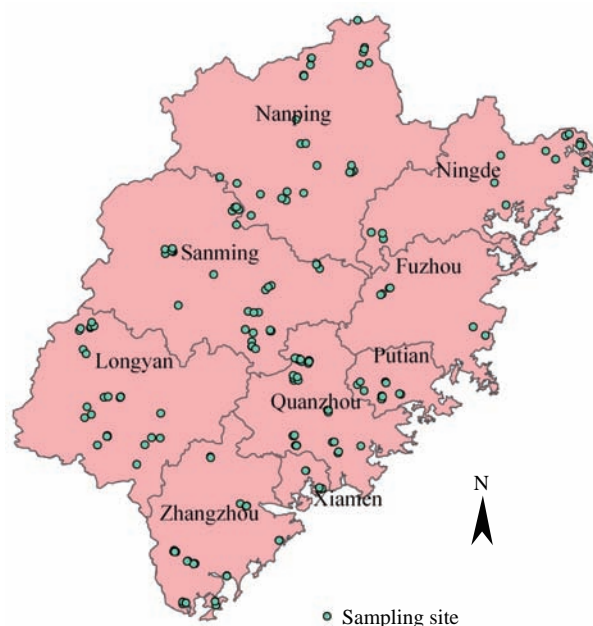 Nanping
Ningde
Sanming
Fuzhou
Longyan
Putian
Quanzhou
Xiamen
Zhangzhou
N
Sampling site